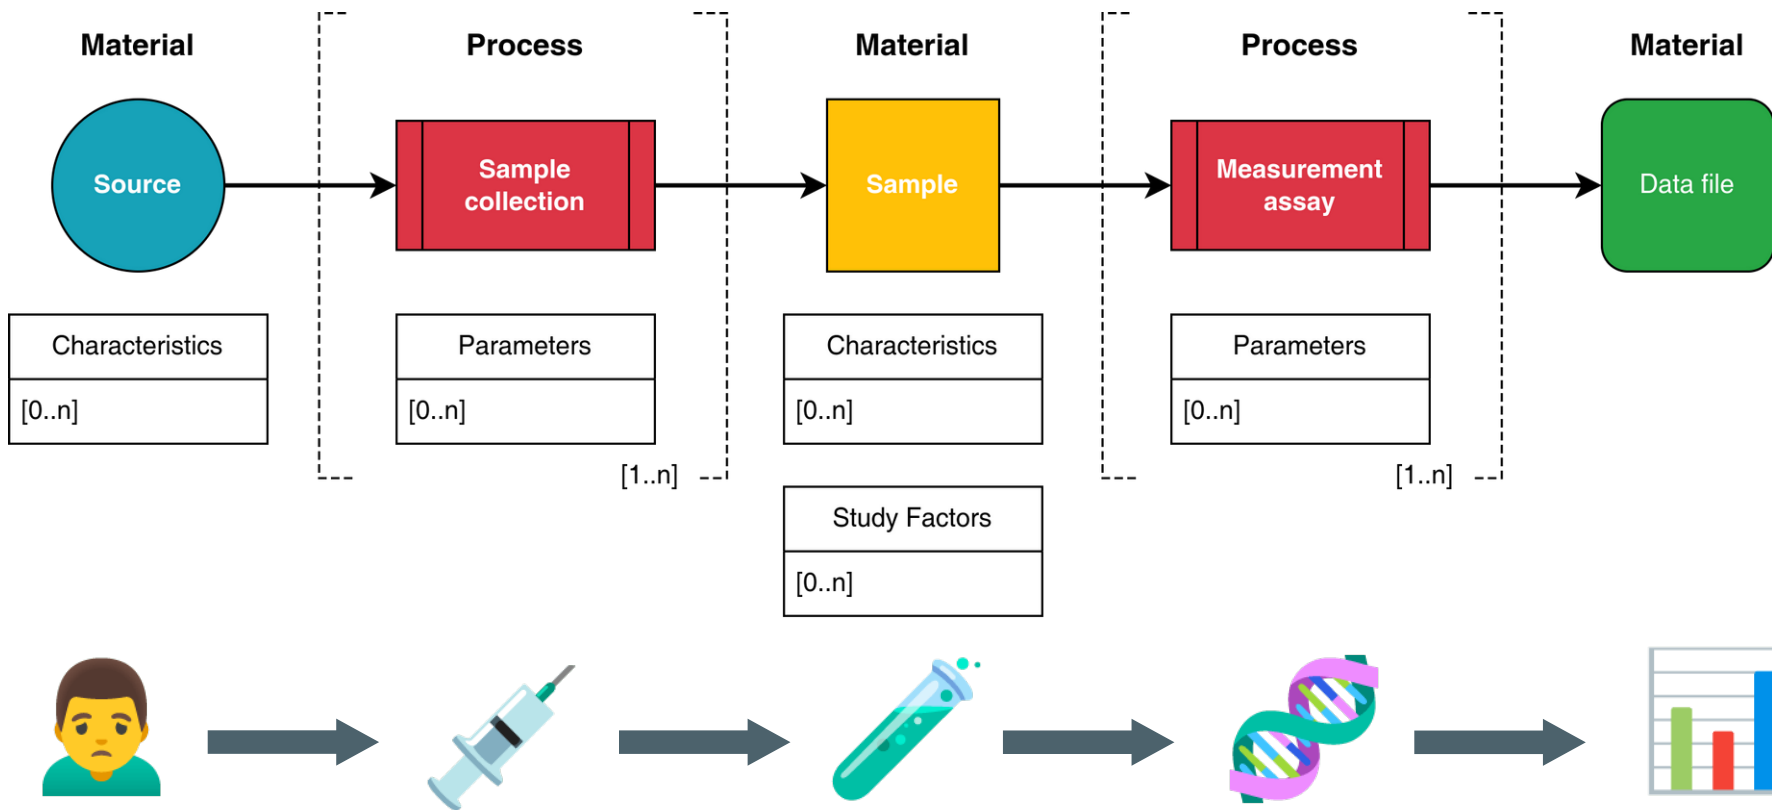 Material
Process
Material
Process
Material
Source
Sample
collection
Sample
Measurement
assay
Data file
Characteristics
Parameters
Characteristics
Parameters
[0..n]
[0..n]
[0..n]
[0..n]
[1..n]
[1..n]
Study Factors
[0..n]